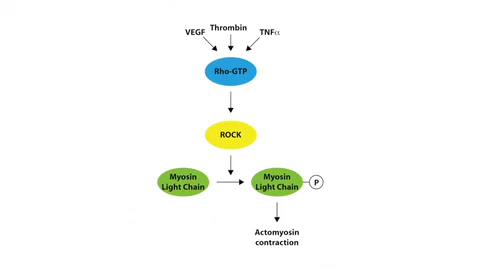 Thrombin
VEGF
TNFα
Rho-GTP
ROCK
Myosin
Light Chain
Myosin
Light Chain
P
Actomyosin
contraction